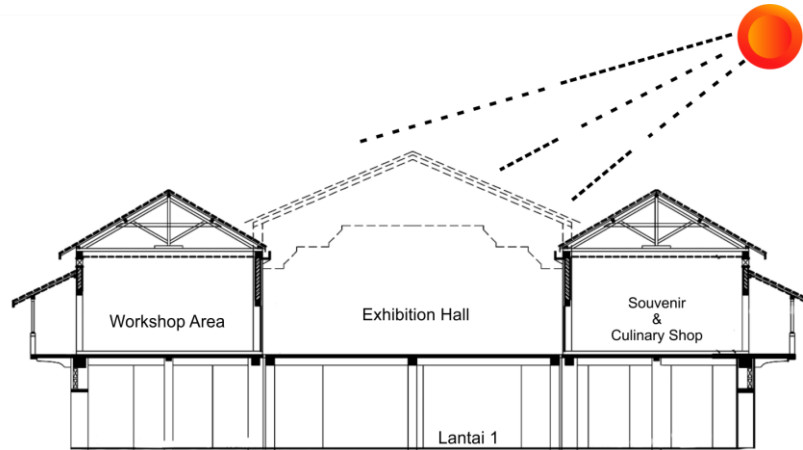 Workshop Area
Exhibition Hall
Souvenir
&
Culinary Shop
Lantai 1